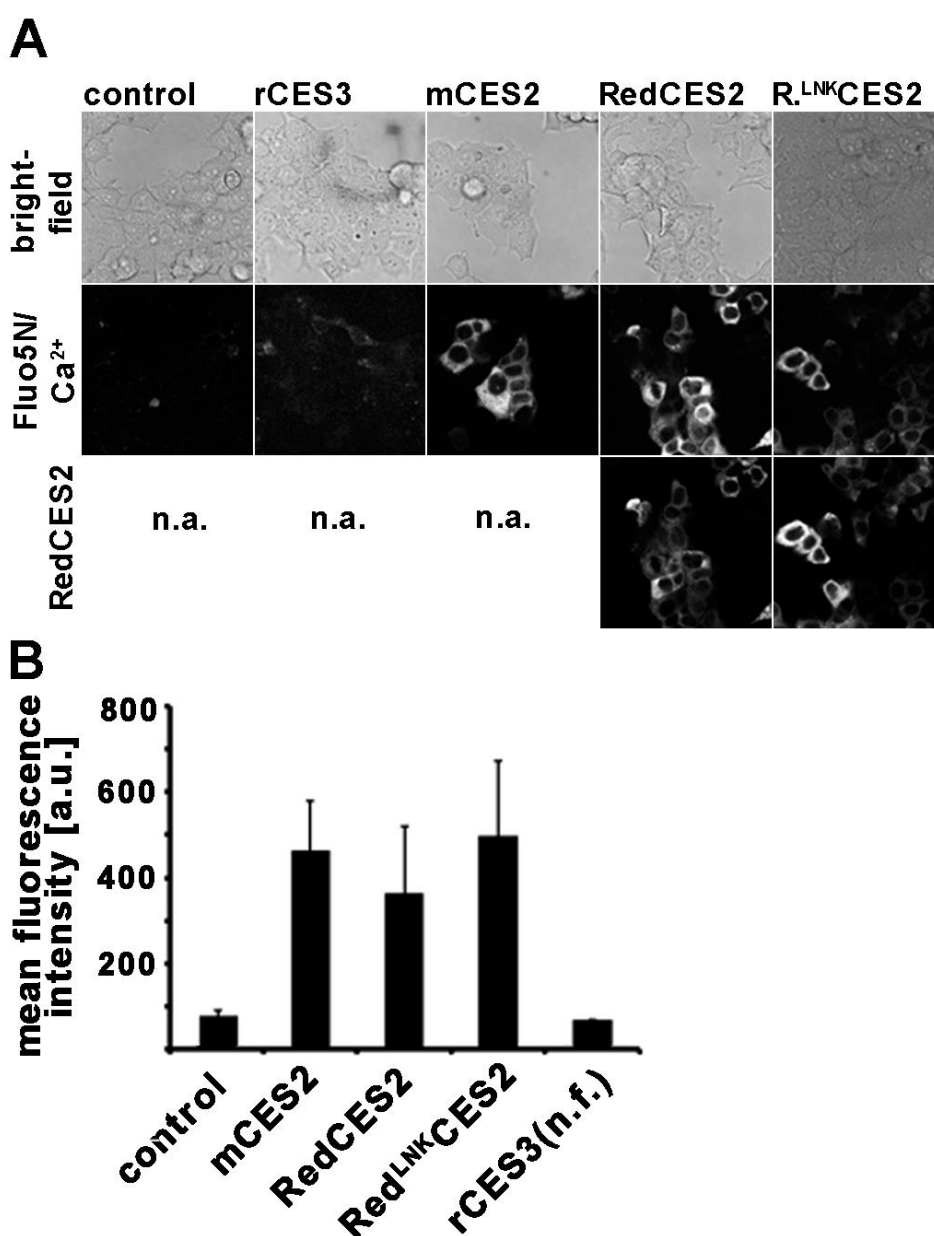 A
control rCES3 mCES2 RedCES2 R.LNKCES2
bright-
field
Fluo5N/
Ca2+
RedCES2
n.a. n.a. n.a.
B
mean fluorescence
intensity [a.u.]
800
600
400
200
control
mCES2
RedCES2
RedLNKCES2
rCES3(n.f.)